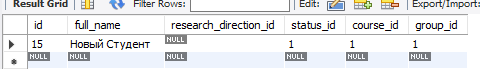 Result Grid Filter Rows: Edit: Export/Import:
id full_name research_direction_id status_id course_id group_id
15 Новый Студент NULL 1 1 1
NULL NULL NULL NULL NULL NULL